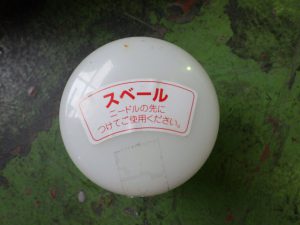 スベール
ニードルの先に
つけてご使用ください。